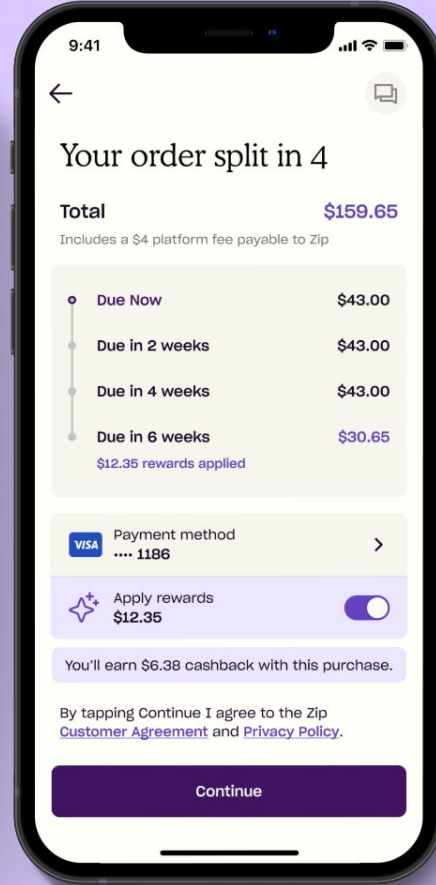 9:41
Your order split in 4
Total $159.65
Includes a $4 platform fee payable to Zip
Due Now $43.00
Due in 2 weeks $43.00
Due in 4 weeks $43.00
Due in 6 weeks $30.65
$12.35 rewards applied
VISA Payment method
•••• 1186
Apply rewards
$12.35
You’ll earn $6.38 cashback with this purchase.
By tapping Continue I agree to the Zip
Customer Agreement and Privacy Policy.
Continue